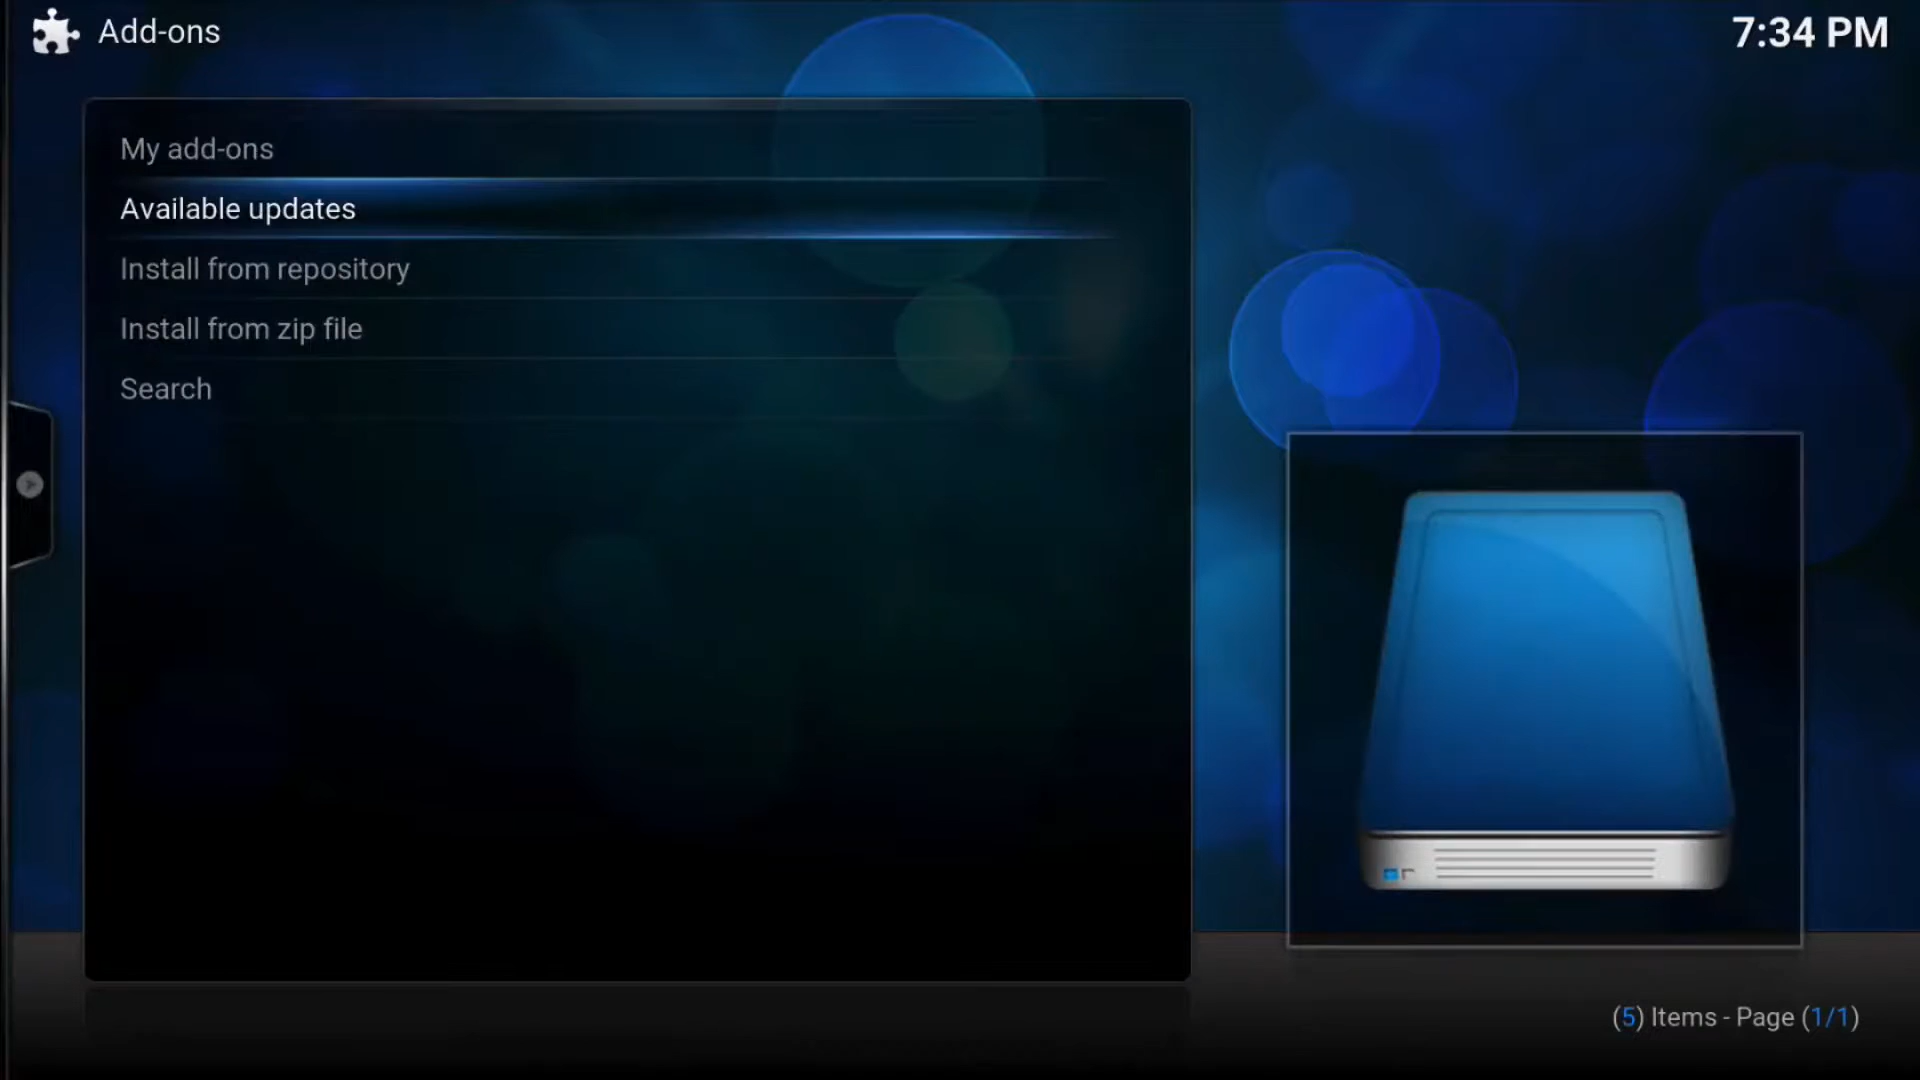 Add-ons
7:34 PM
My add-ons
Available updates
Install from repository
Install from zip file
Search
(5) Items - Page (1/1)